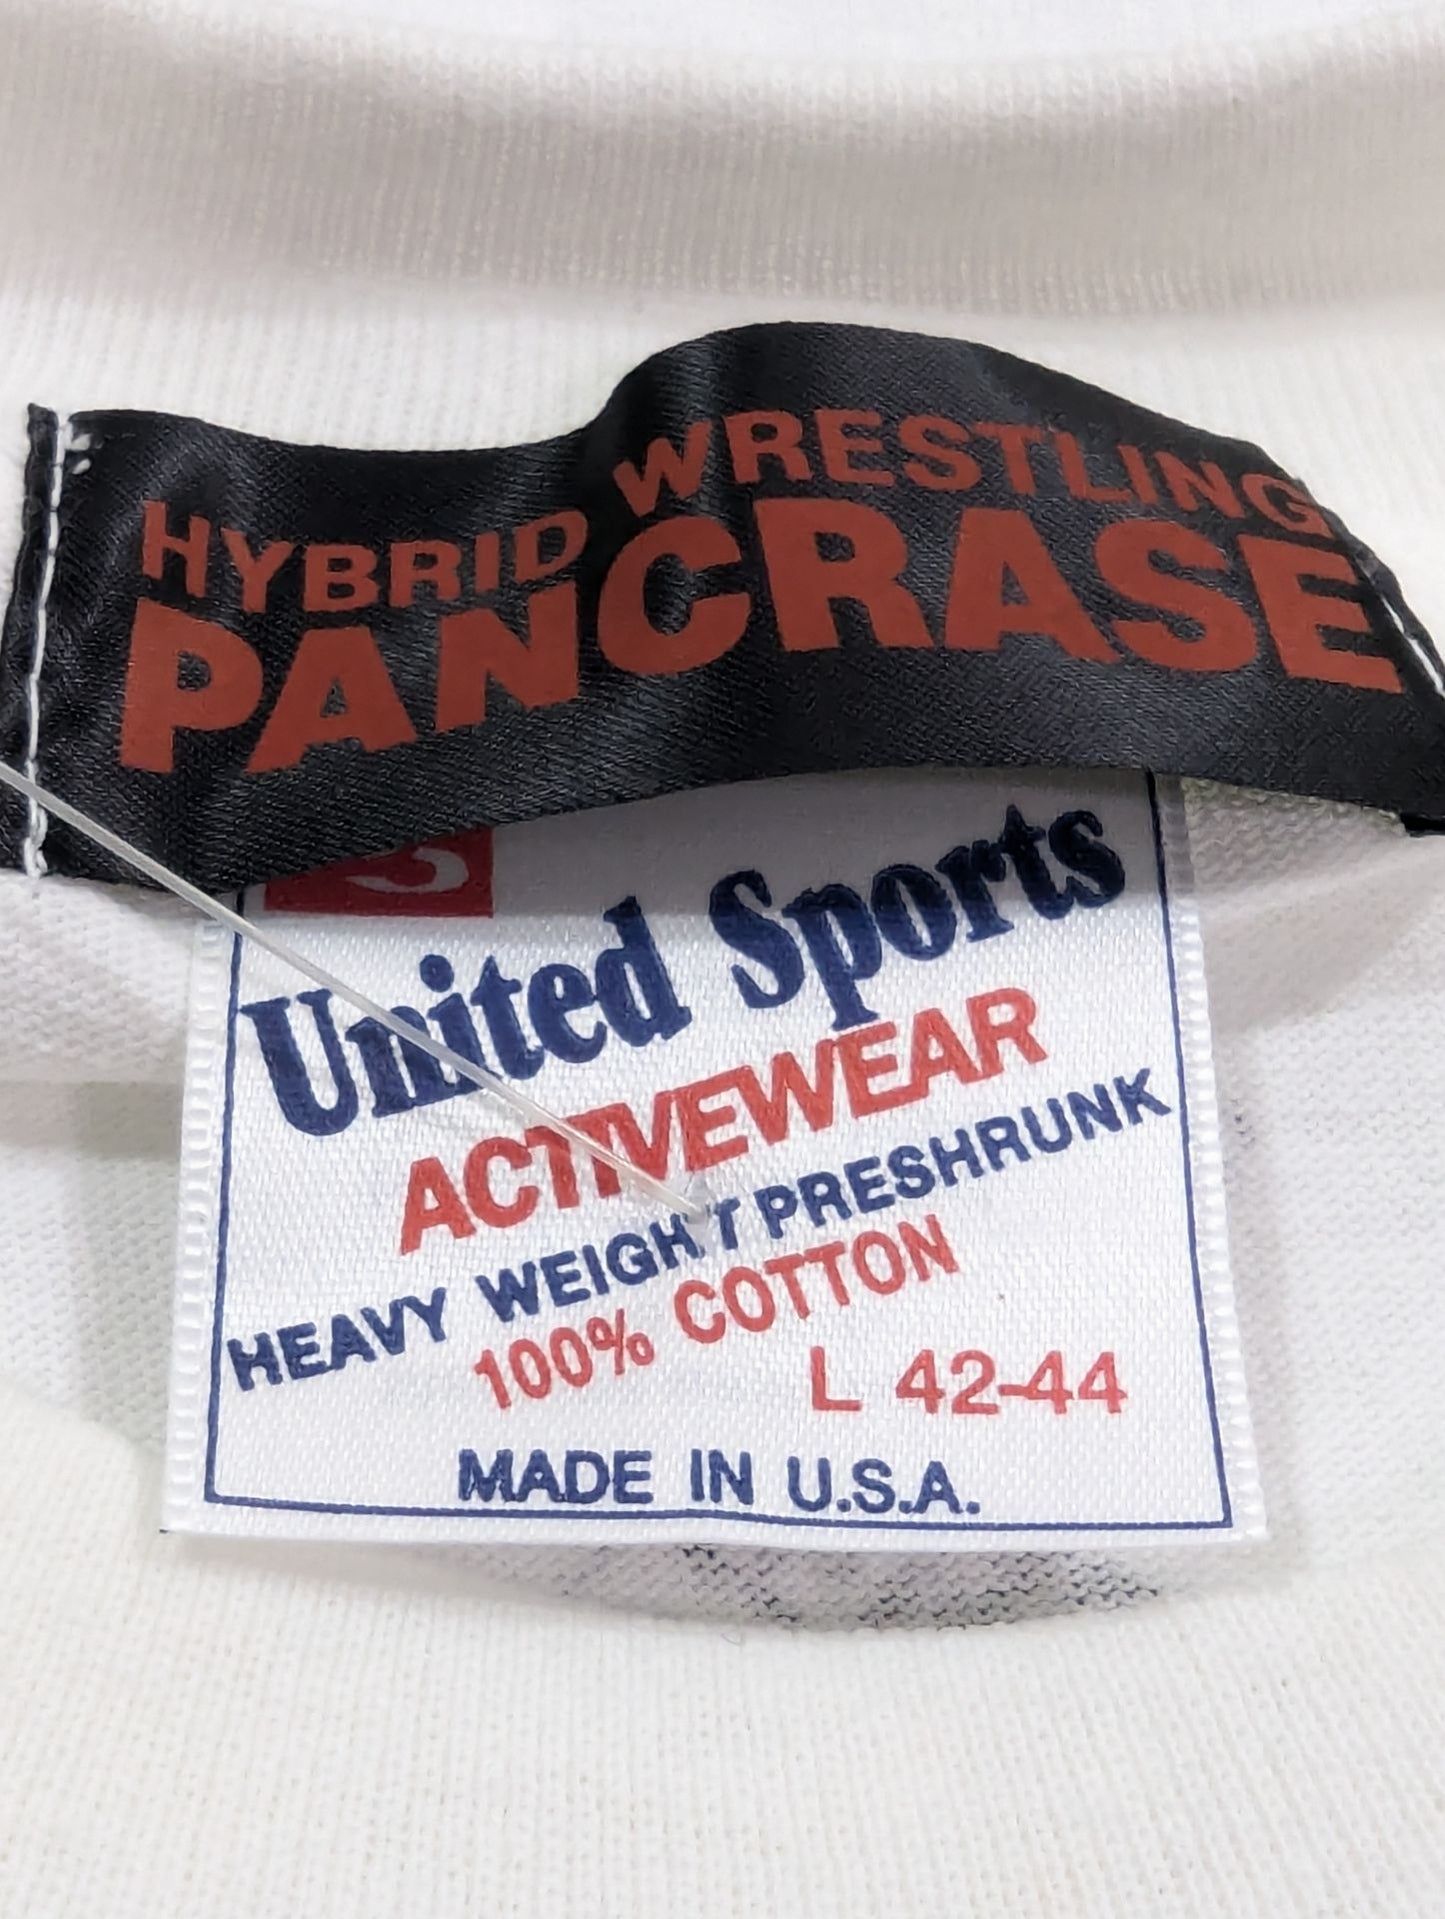 HYBRID WRESTLING
PANCRASE
United Sports
ACTIVEWEAR
HEAVY WEIGHT PRESHRUNK
100% COTTON
L 42-44
MADE IN U.S.A.